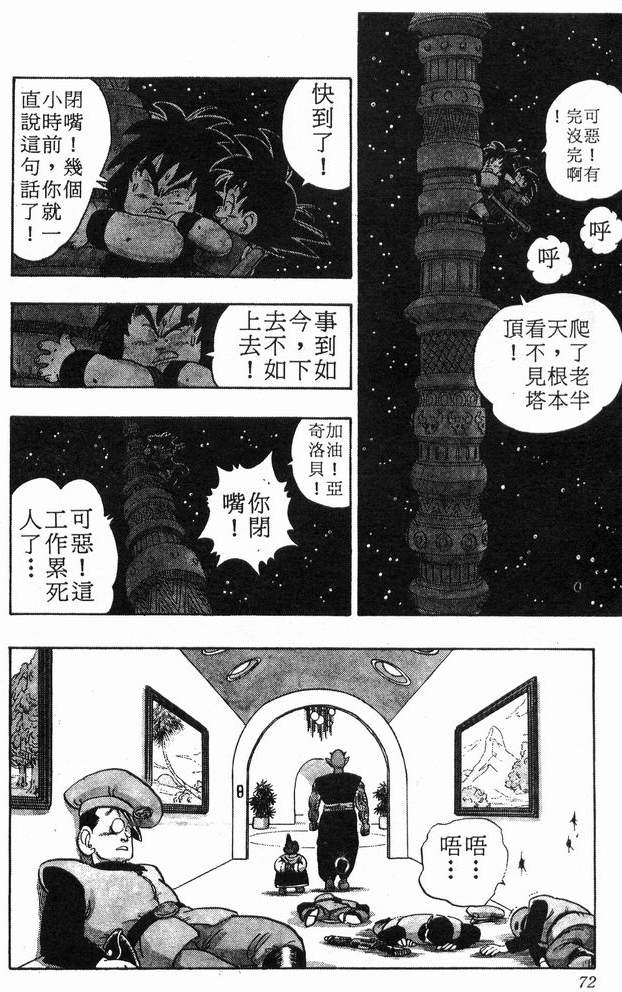 可惡！有
完沒完啊
！
呼
呼
爬了老半
天，根本
看不見塔
頂！
快到了！
閉嘴！幾個
小時前，你就一
直說這句
話了！
事到如
今，下
去不如
上去！
加油！亞
奇洛貝！
你閉
嘴！
可惡！這
工作累死
人了…
唔…
唔…
72